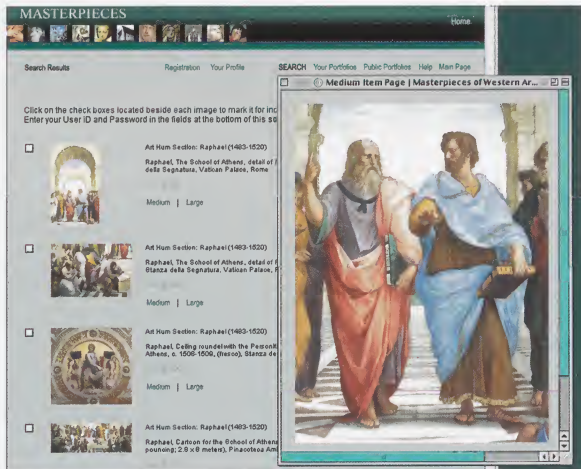 MASTERPIECES
Home
Search Results
Registration Your Profile
SEARCH Your Portfolios Public Portfolios Help Main Page
Medium Item Page | Masterpieces of Western Ar...
Click on the check boxes located beside each image to mark it for inc
Enter your User ID and Password in the fields at the bottom of this
Art Hum Section: Raphael (1483-1520)
Raphael, The School of Athens, detail of
della Segnatura, Vatican Palace, Rome
Medium | Large
Art Hum Section: Raphael (1483-1520)
Raphael, The School of Athens, detail of
Stanza della Segnatura, Vatican Palace,
Medium | Large
Art Hum Section: Raphael (1483-1520)
Raphael, Ceiling roundel with the Personi
Athens, c. 1508-1509, (fresco), Stanza de
Medium | Large
Art Hum Section: Raphael (1483-1520)
Raphael, Cartoon for the School of Athens
pouncing; 2.8 x 8 meters), Pinacoteca Am